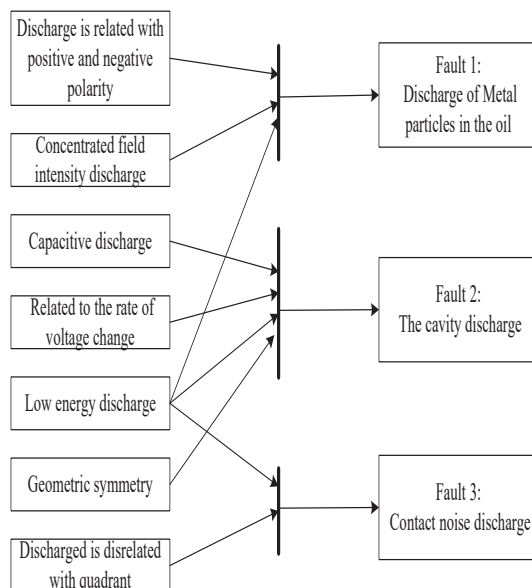 Discharge is related with
positive and negative
polarity
Concentrated field
intensity discharge
Capacitive discharge
Related to the rate of
voltage change
Low energy discharge
Geometric symmetry
Discharged is disrelated
with quadrant
Fault 1:
Discharge of Metal
particles in the oil
Fault 2:
The cavity discharge
Fault 3:
Contact noise discharge